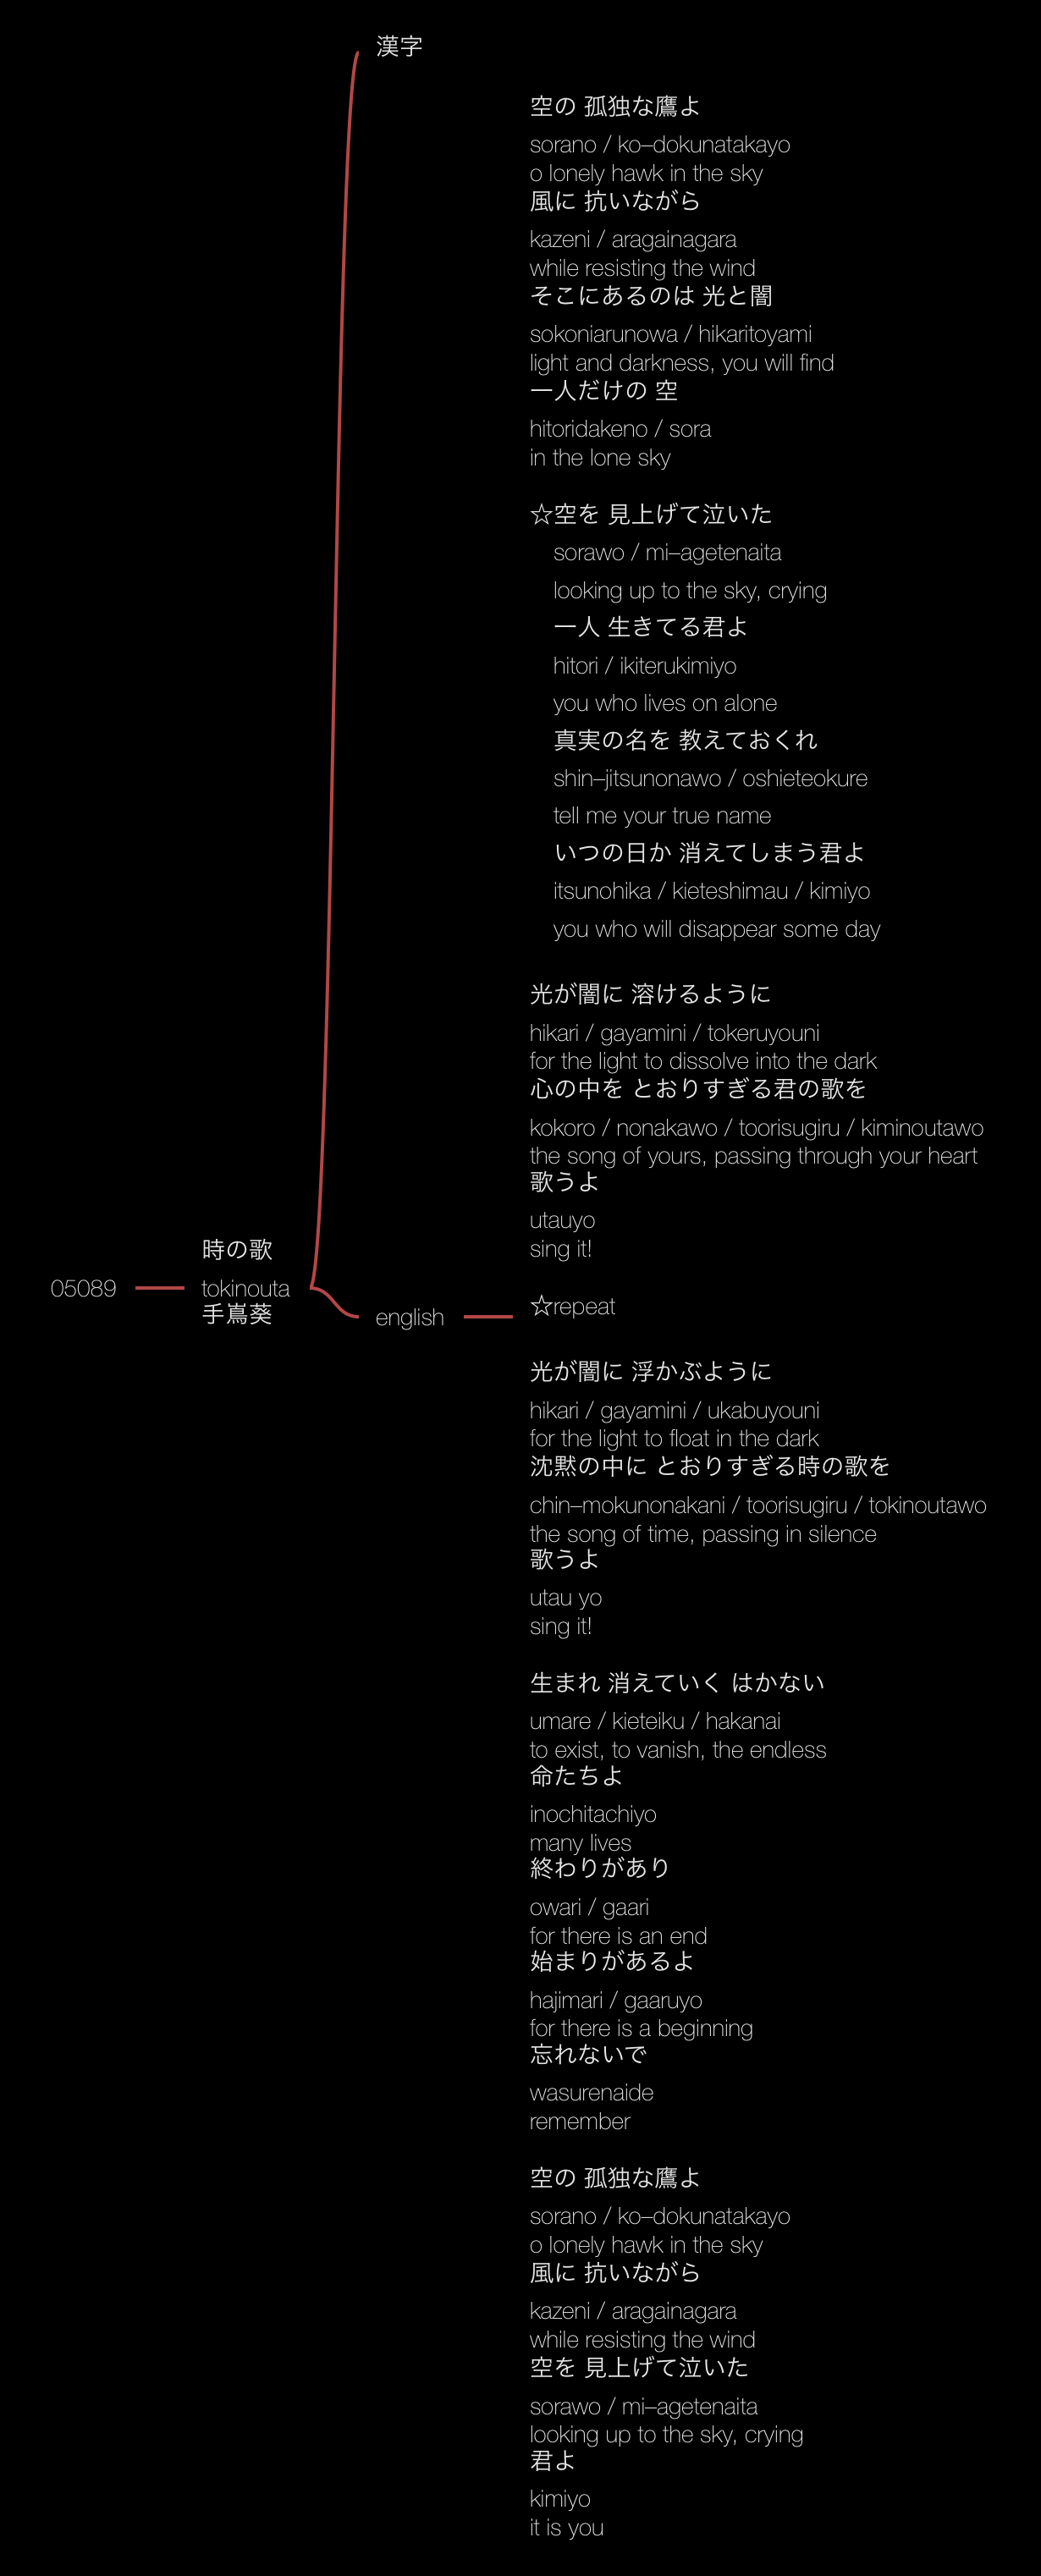 漢字
空の 孤独な鷹よ
sorano / ko–dokunatakayo
o lonely hawk in the sky
風に 抗いながら
kazeni / aragainagara
while resisting the wind
そこにあるのは 光と闇
sokoniarunowa / hikaritoyami
light and darkness, you will find
一人だけの 空
hitoridakeno / sora
in the lone sky
☆空を 見上げて泣いた
sorawo / mi–agetenaita
looking up to the sky, crying
一人 生きてる君よ
hitori / ikiterukimiyo
you who lives on alone
真実の名を 教えておくれ
shin–jitsunonawo / oshieteokure
tell me your true name
いつの日か 消えてしまう君よ
itsunohika / kieteshimau / kimiyo
you who will disappear some day
光が闇に 溶けるように
hikari / gayamini / tokeruyouni
for the light to dissolve into the dark
心の中を とおりすぎる君の歌を
kokoro / nonakawo / toorisugiru / kiminoutawo
the song of yours, passing through your heart
歌うよ
utauyo
sing it!
時の歌
05089
tokinouta
手嶌葵
english
☆repeat
光が闇に 浮かぶように
hikari / gayamini / ukabuyouni
for the light to float in the dark
沈黙の中に とおりすぎる時の歌を
chin–mokunonakani / toorisugiru / tokinoutawo
the song of time, passing in silence
歌うよ
utau yo
sing it!
生まれ 消えていく はかない
umare / kieteiku / hakanai
to exist, to vanish, the endless
命たちよ
inochitachiyo
many lives
終わりがあり
owari / gaari
for there is an end
始まりがあるよ
hajimari / gaaruyo
for there is a beginning
忘れないで
wasurenaide
remember
空の 孤独な鷹よ
sorano / ko–dokunatakayo
o lonely hawk in the sky
風に 抗いながら
kazeni / aragainagara
while resisting the wind
空を 見上げて泣いた
sorawo / mi–agetenaita
looking up to the sky, crying
君よ
kimiyo
it is you